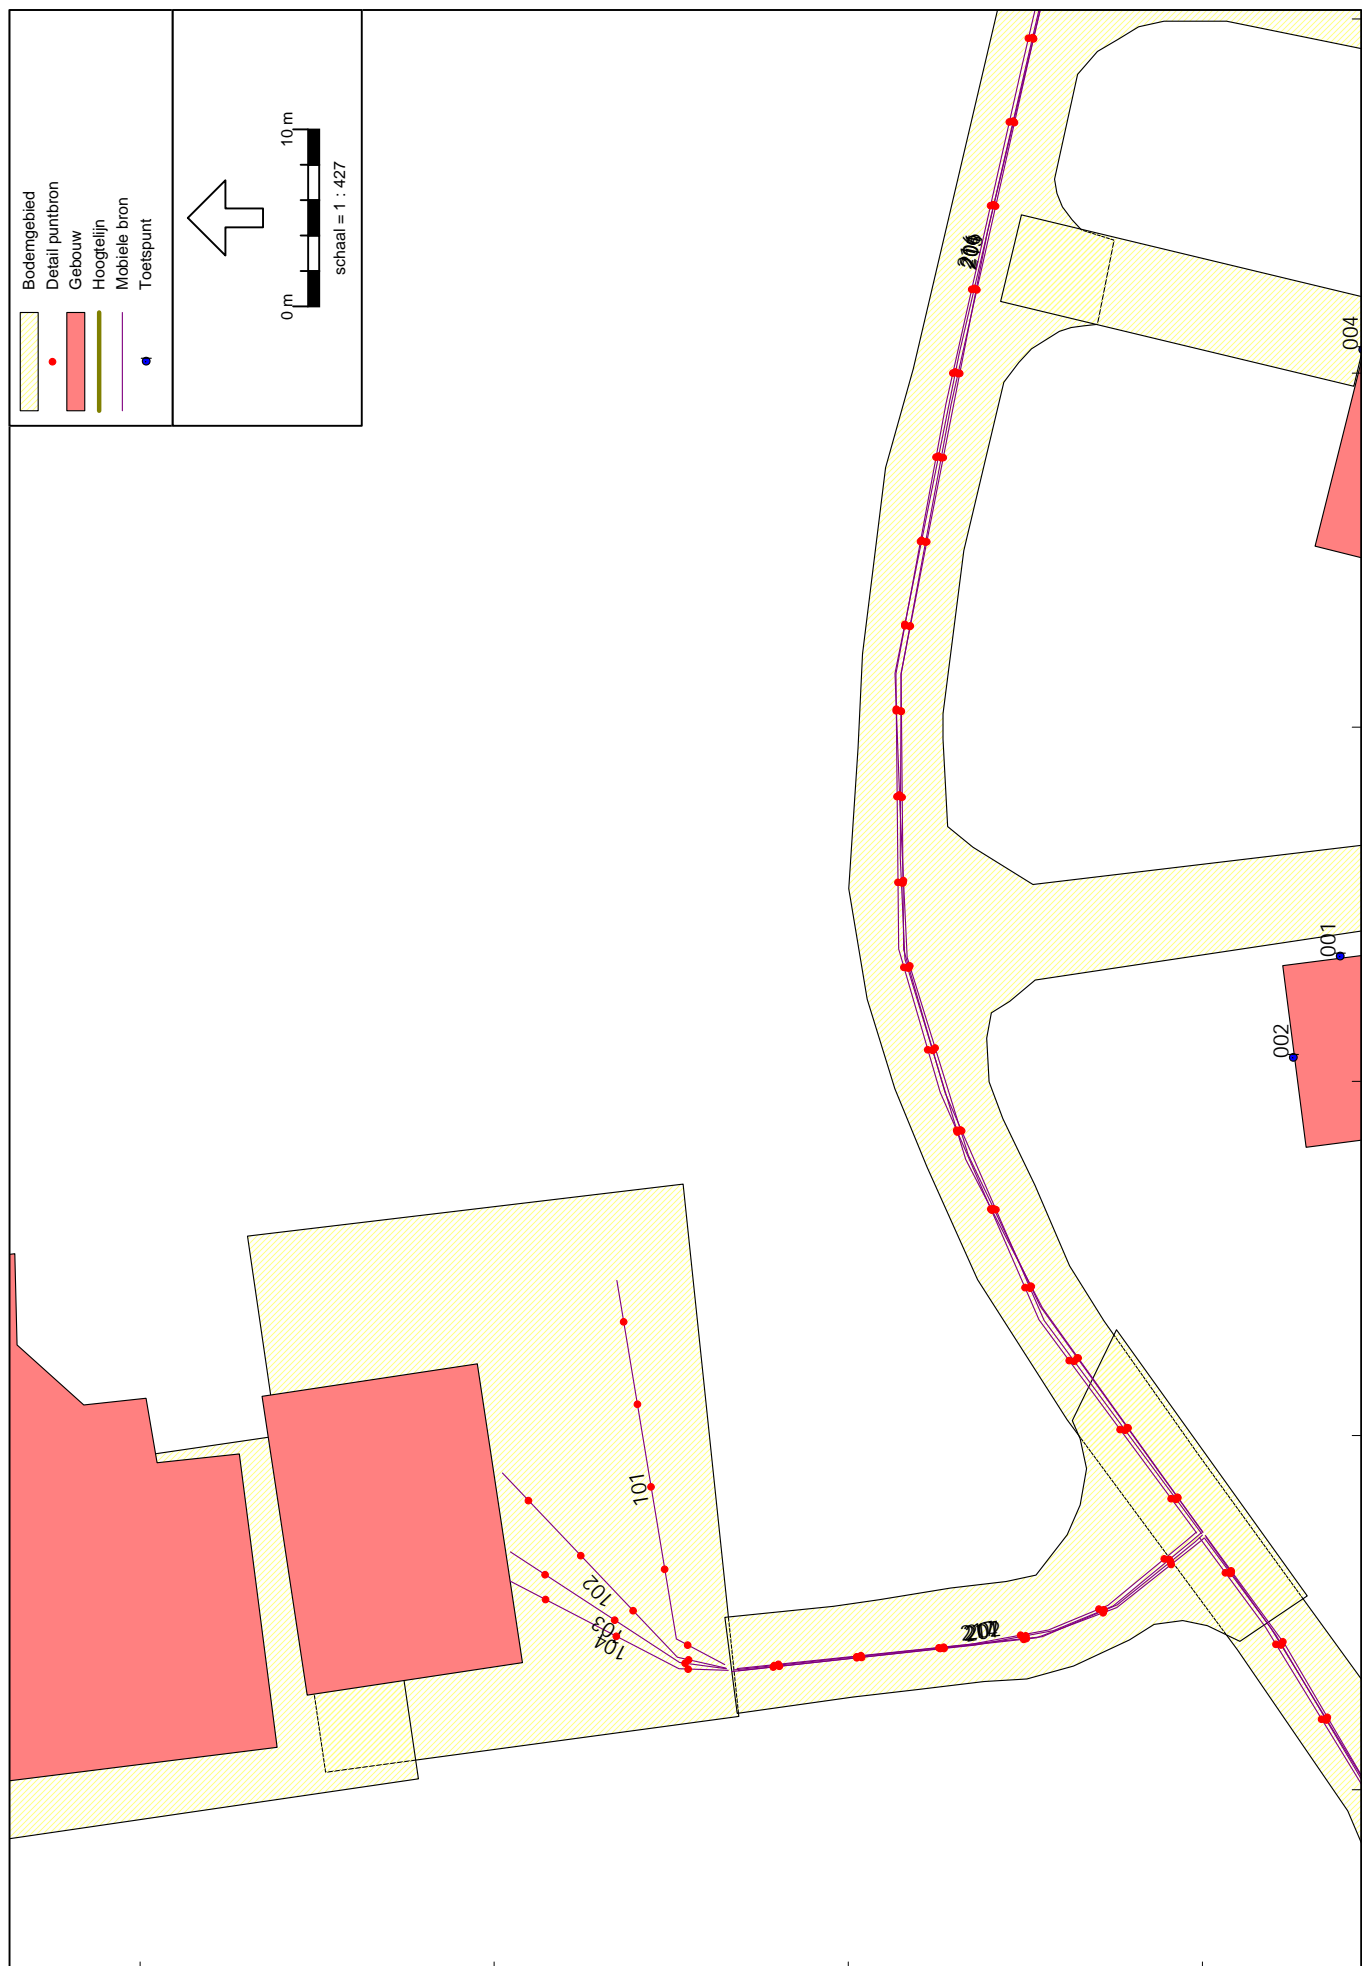 Bodemgebied
Detail puntbron
Gebouw
Hoogtelijn
Mobiele bron
Toetspunt
0 m
10 m
schaal = 1 : 427
004
001
002
101
102
103
104